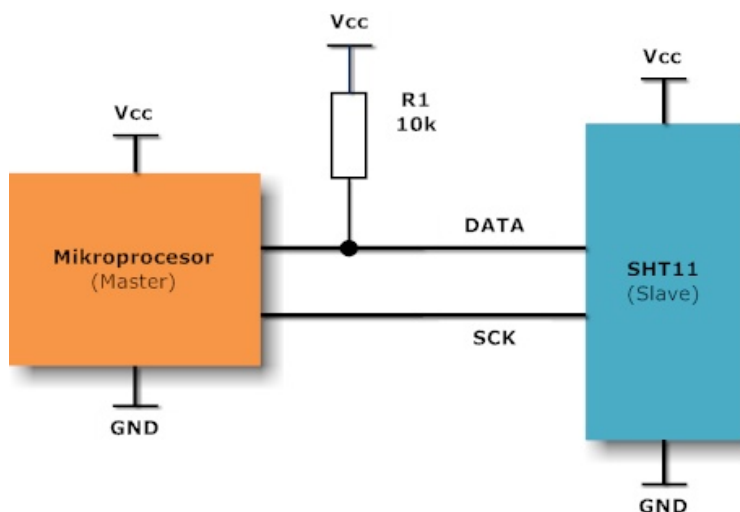 Vcc
R1
10k
Vcc
Vcc
DATA
Mikroprocesor
(Master)
SHT11
(Slave)
SCK
GND
GND